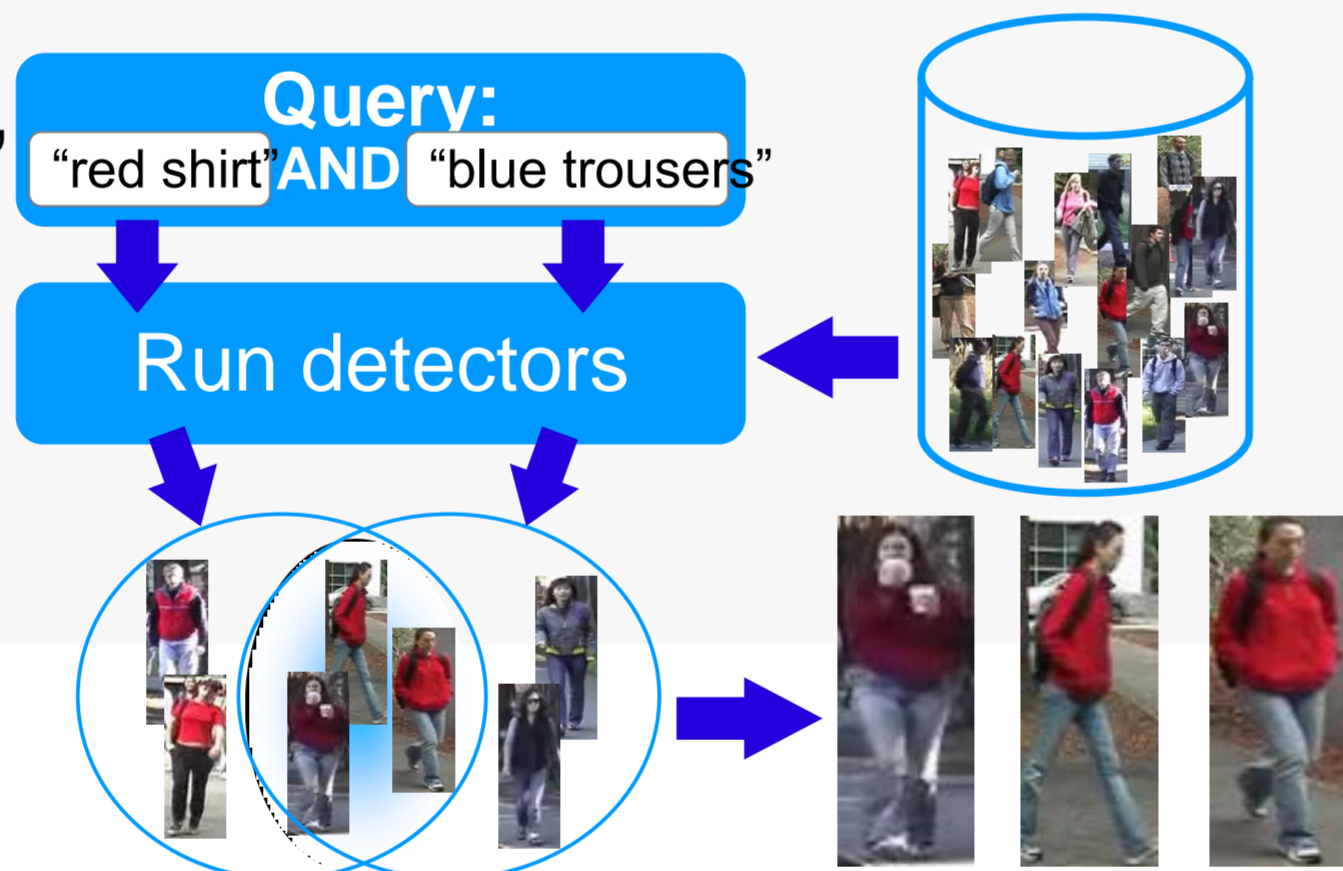 Query:
“red shirt” AND “blue trousers”
Run detectors